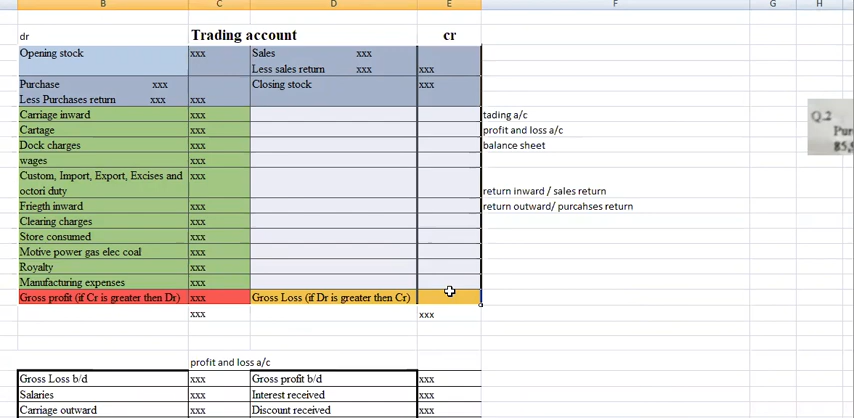 B C D E F G H
dr Trading account cr
Opening stock xxx Sales xxx
Less sales return xxx xxx
Purchase xxx Closing stock xxx
Less Purchases return xxx xxx
Carriage inward xxx tading a/c
Cartage xxx profit and loss a/c
Dock charges xxx balance sheet
wages xxx
Custom, Import, Export, Excises and xxx
octori duty return inward / sales return
Friegth inward xxx return outward/ purcahses return
Clearing charges xxx
Store consumed xxx
Motive power gas elec coal xxx
Royalty xxx
Manufacturing expenses xxx
Gross profit (if Cr is greater then Dr) xxx Gross Loss (if Dr is greater then Cr)
xxx xxx
profit and loss a/c
Gross Loss b/d xxx Gross profit b/d xxx
Salaries xxx Interest received xxx
Carriage outward xxx Discount received xxx
Q.2